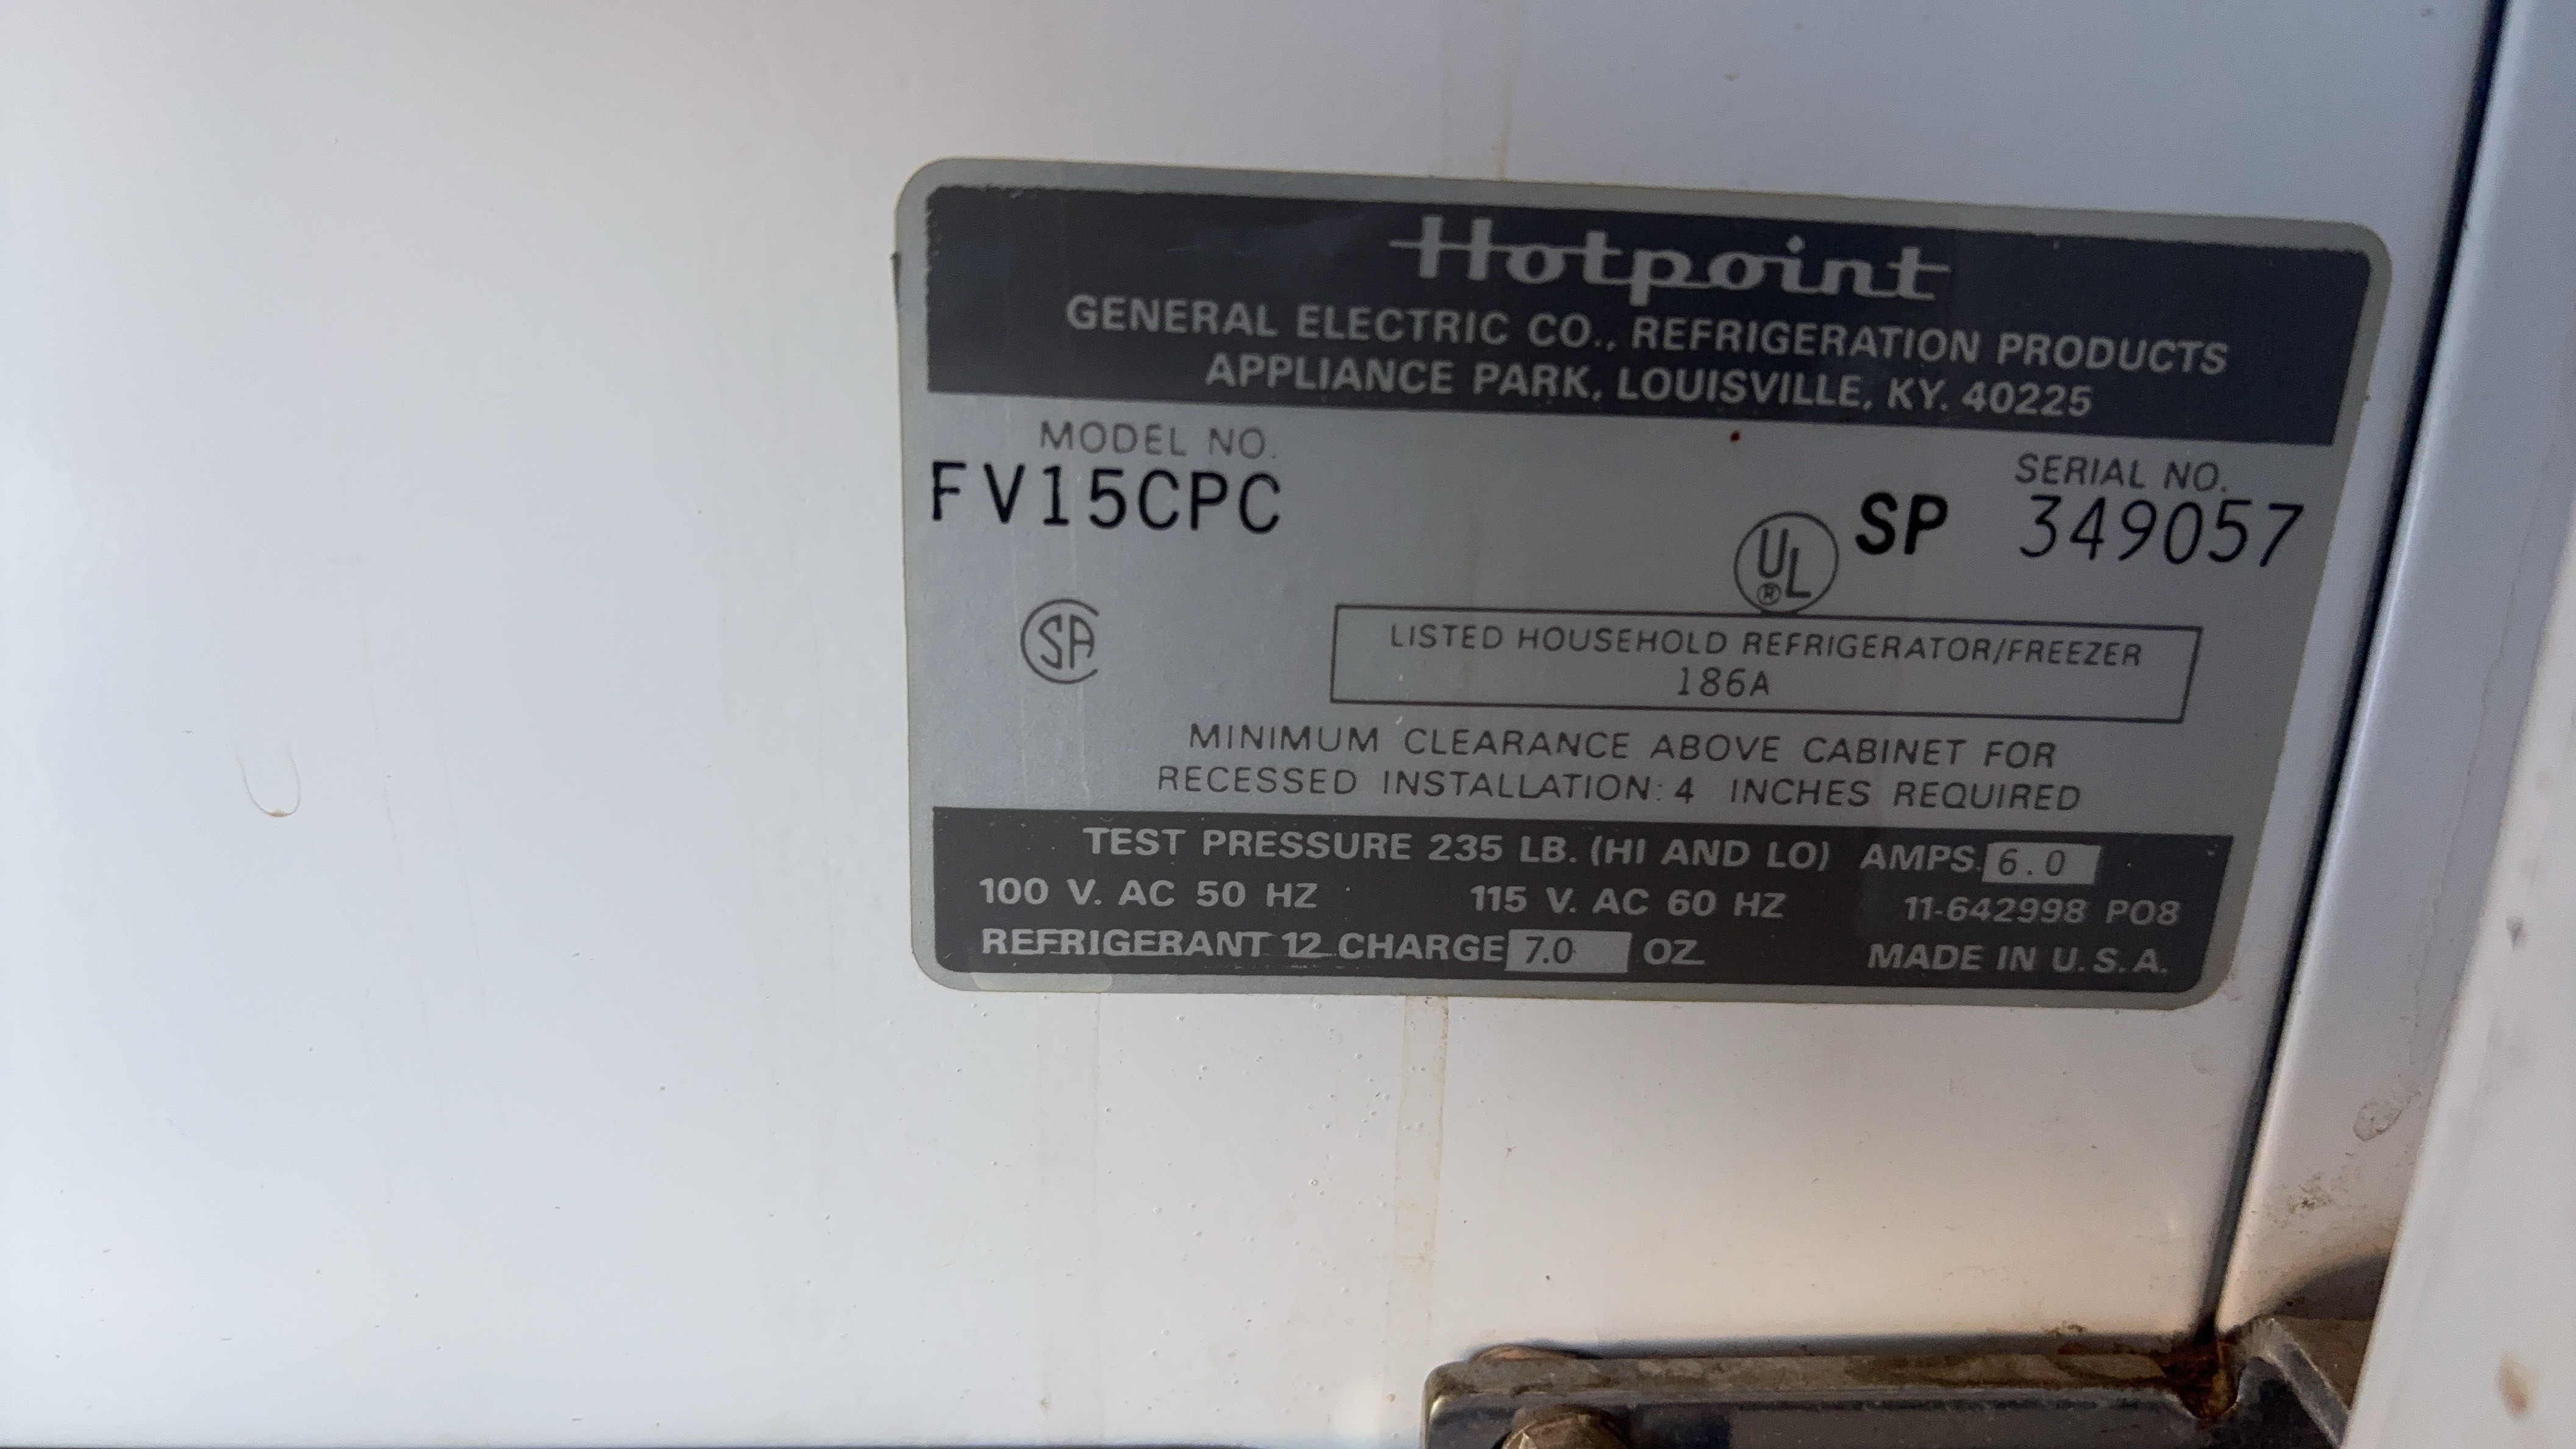 Hotpoint
GENERAL ELECTRIC CO., REFRIGERATION PRODUCTS
APPLIANCE PARK, LOUISVILLE, KY. 40225
MODEL NO.
FV15CPC
SERIAL NO.
SP 349057
UL
®
SA
LISTED HOUSEHOLD REFRIGERATOR/FREEZER
186A
MINIMUM CLEARANCE ABOVE CABINET FOR
RECESSED INSTALLATION: 4 INCHES REQUIRED
TEST PRESSURE 235 LB. (HI AND LO) AMPS. 6.0
100 V. AC 50 HZ 115 V. AC 60 HZ 11-642998 PO8
REFRIGERANT 12 CHARGE 7.0 OZ MADE IN U.S.A.